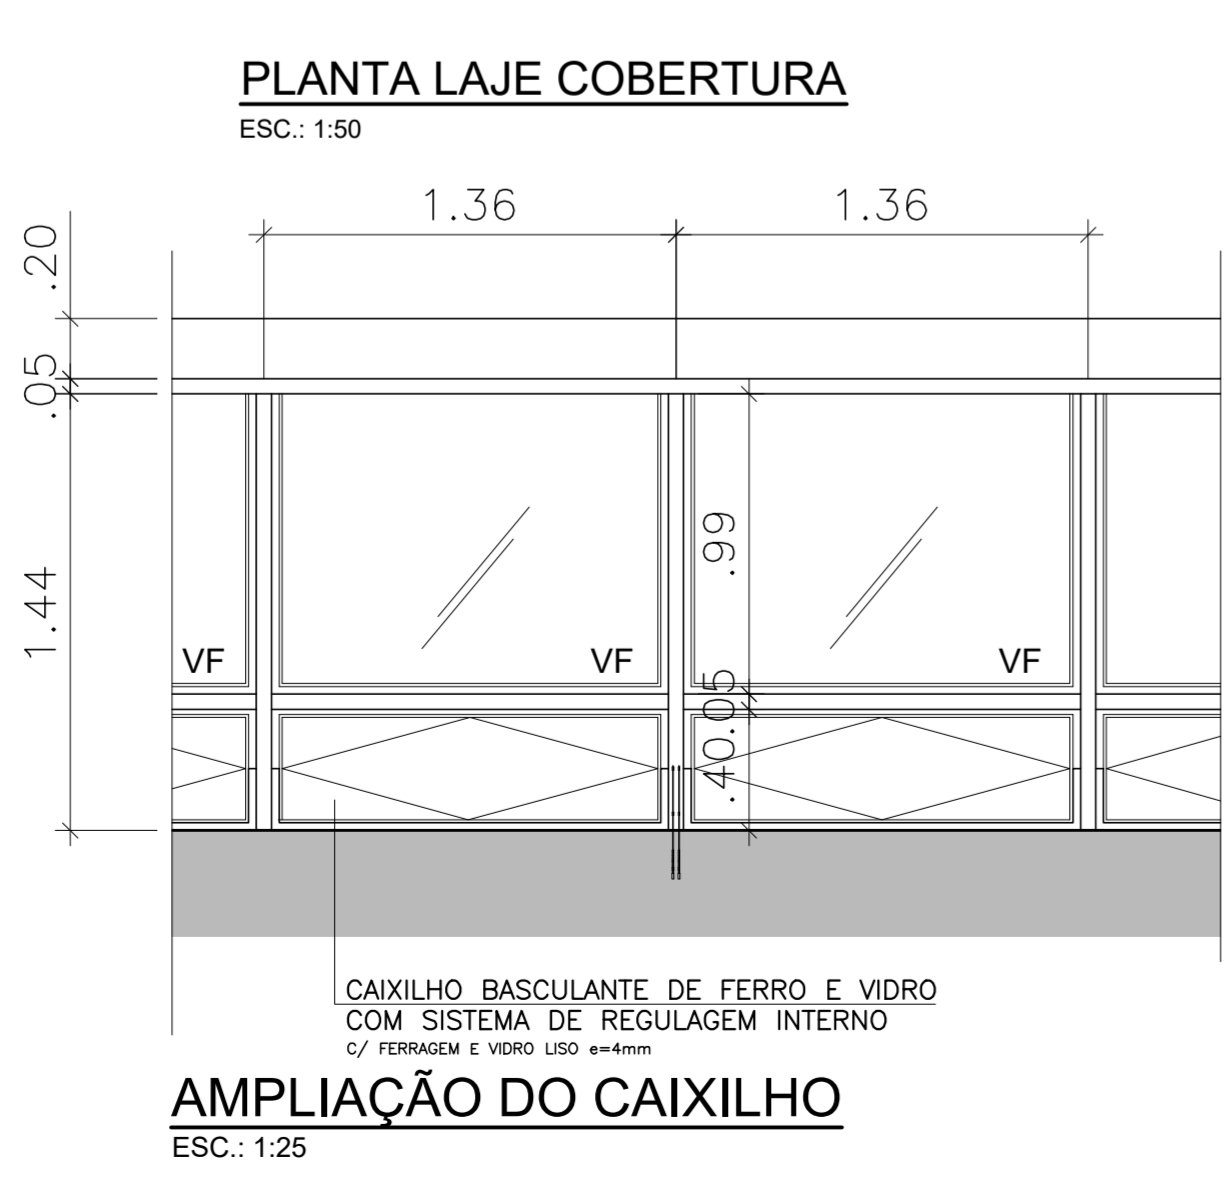 PLANTA LAJE COBERTURA
ESC.: 1:50
1.36
1.36
.20
.05
1.44
.99
.05
.40
VF
VF
VF
CAIXILHO BASCULANTE DE FERRO E VIDRO
COM SISTEMA DE REGULAGEM INTERNO
C/ FERRAGEM E VIDRO LISO e=4mm
AMPLIAÇÃO DO CAIXILHO
ESC.: 1:25